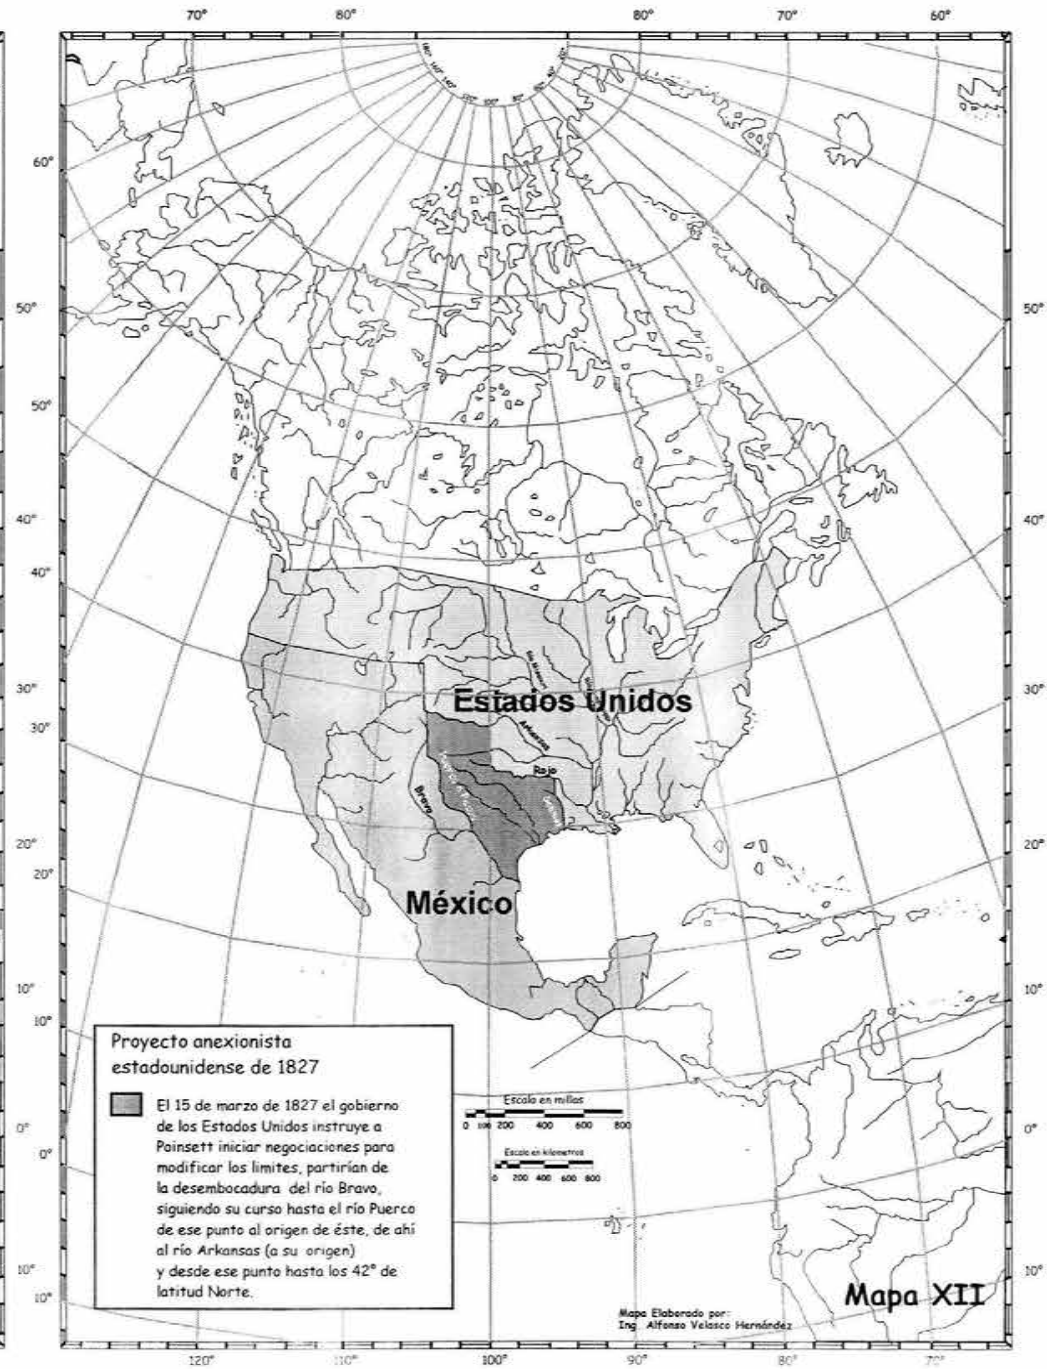 70° 80° 80° 70° 60°
60°
50° 50°
50°
40° 40°
40°
30° 30°
30°
20° 20°
20°
10° 10°
10°
0° 0°
0°
10° 10°
10°
120° 110° 100° 90° 80° 70°
Estados Unidos
Arkansas
Rojo
Bravo
México
Proyecto anexionista
estadounidense de 1827
El 15 de marzo de 1827 el gobierno
de los Estados Unidos instruye a
Poinsett iniciar negociaciones para
modificar los limites, partirían de
la desembocadura del río Bravo,
siguiendo su curso hasta el río Puerco
de ese punto al origen de éste, de ahí
al río Arkansas (a su origen)
y desde ese punto hasta los 42° de
latitud Norte.
Escala en millas
0 100 200 400 600 800
Escala en kilometros
0 200 400 600 800
Mapa XII
Mapa Elaborado por:
Ing. Alfonso Velasco Hernández